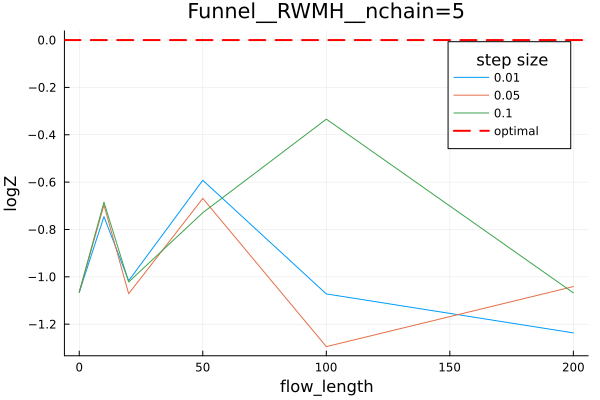 Funnel__RWMH__nchain=5
step size
0.01
0.05
0.1
optimal
logZ
0.0
−0.2
−0.4
−0.6
−0.8
−1.0
−1.2
0 50 100 150 200
flow_length